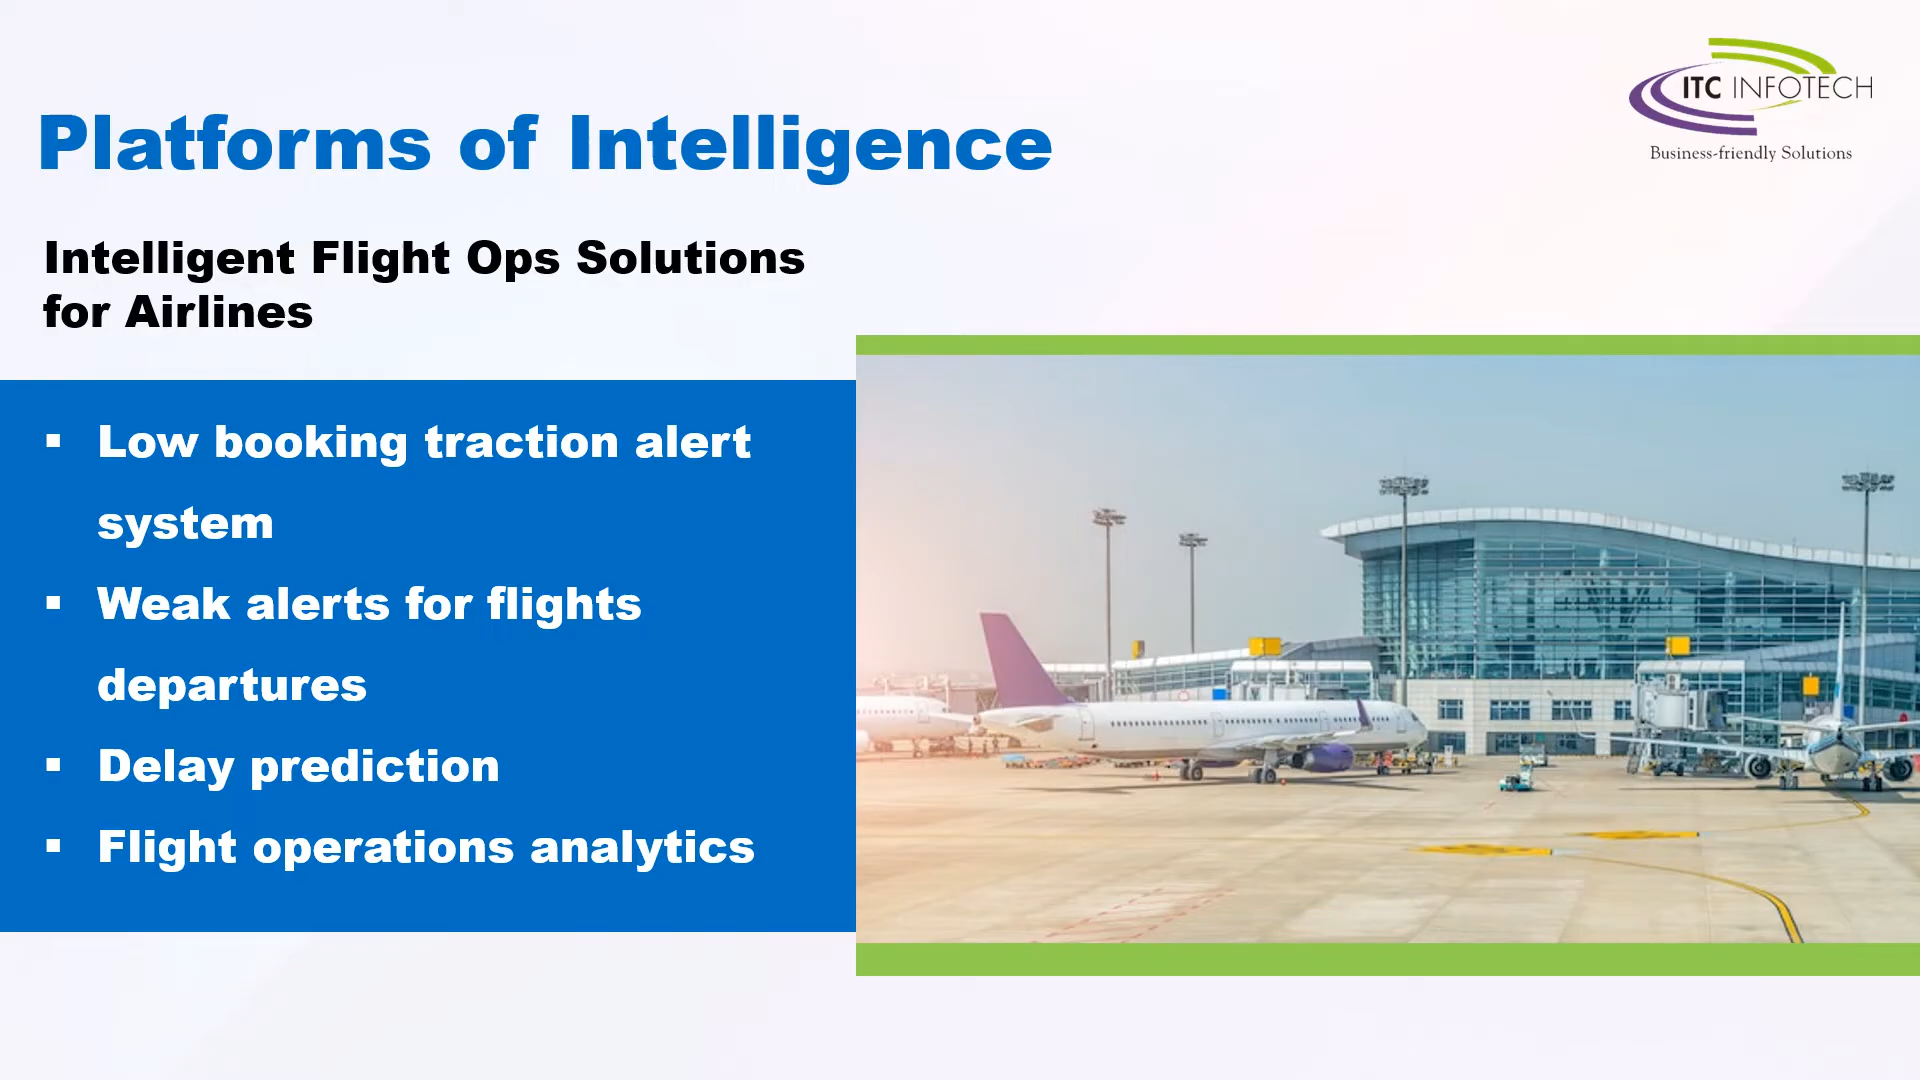 ITC INFOTECH
Business-friendly Solutions
Platforms of Intelligence
Intelligent Flight Ops Solutions
for Airlines
▪ Low booking traction alert
system
▪ Weak alerts for flights
departures
▪ Delay prediction
▪ Flight operations analytics